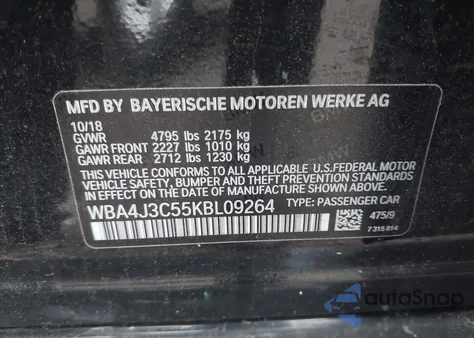 MFD BY BAYERISCHE MOTOREN WERKE AG
10/18
GVWR 4795 lbs 2175 kg
GAWR FRONT 2227 lbs 1010 kg
GAWR REAR 2712 lbs 1230 kg
THIS VEHICLE CONFORMS TO ALL APPLICABLE U.S.FEDERAL MOTOR
VEHICLE SAFETY, BUMPER, AND THEFT PREVENTION STANDARDS
IN EFFECT ON THE DATE OF MANUFACTURE SHOWN ABOVE.
WBA4J3C55KBL09264 TYPE: PASSENGER CAR
475/9
7 315 814
autoSnap